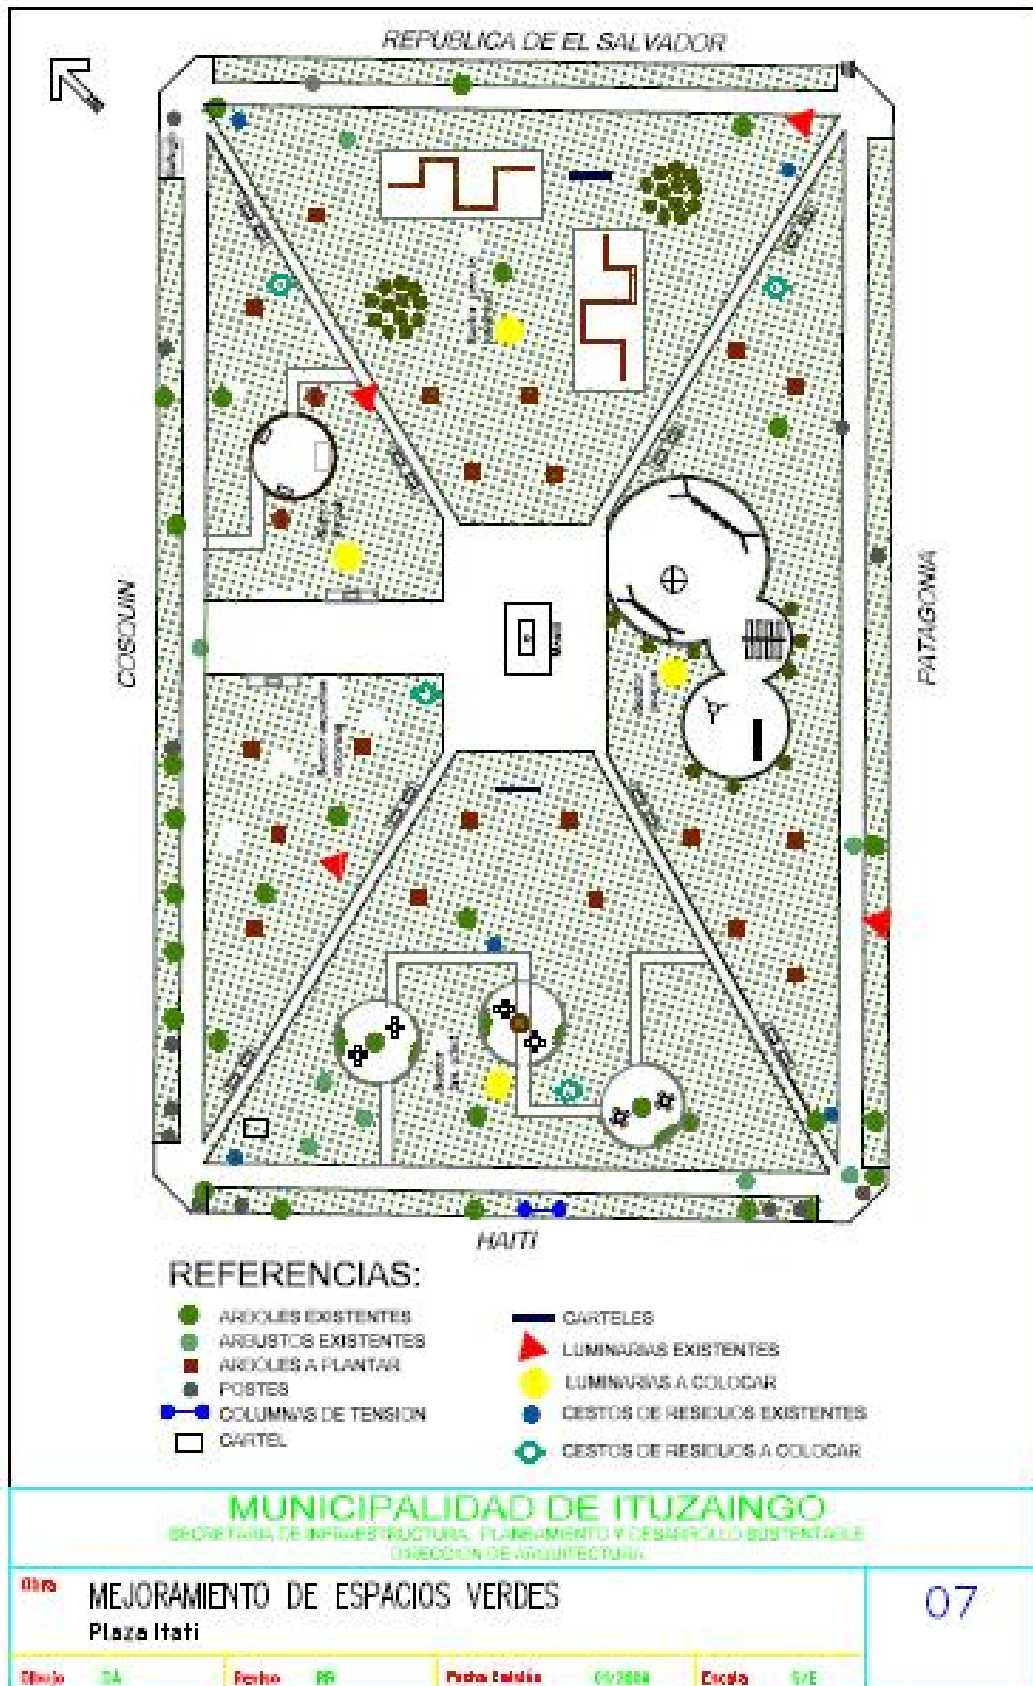 REPUBLICA DE EL SALVADOR
COSQUIN
PATAGONIA
HAITI
REFERENCIAS:
ARBOLES EXISTENTES
ARBUSTOS EXISTENTES
ARBOLES A PLANTAR
POSTES
COLUMNAS DE TENSION
CARTEL
CARTELES
LUMINARIAS EXISTENTES
LUMINARIAS A COLOCAR
CESTOS DE RESIDUOS EXISTENTES
CESTOS DE RESIDUOS A COLOCAR
MUNICIPALIDAD DE ITUZAINGO
SECRETARIA DE INFRAESTRUCTURA, PLANEAMIENTO Y DESARROLLO SUSTENTABLE
DIRECCION DE ARQUITECTURA
Obra
MEJORAMIENTO DE ESPACIOS VERDES
Plaza Itati
07
Dibujo
Fecha
Escala S/E